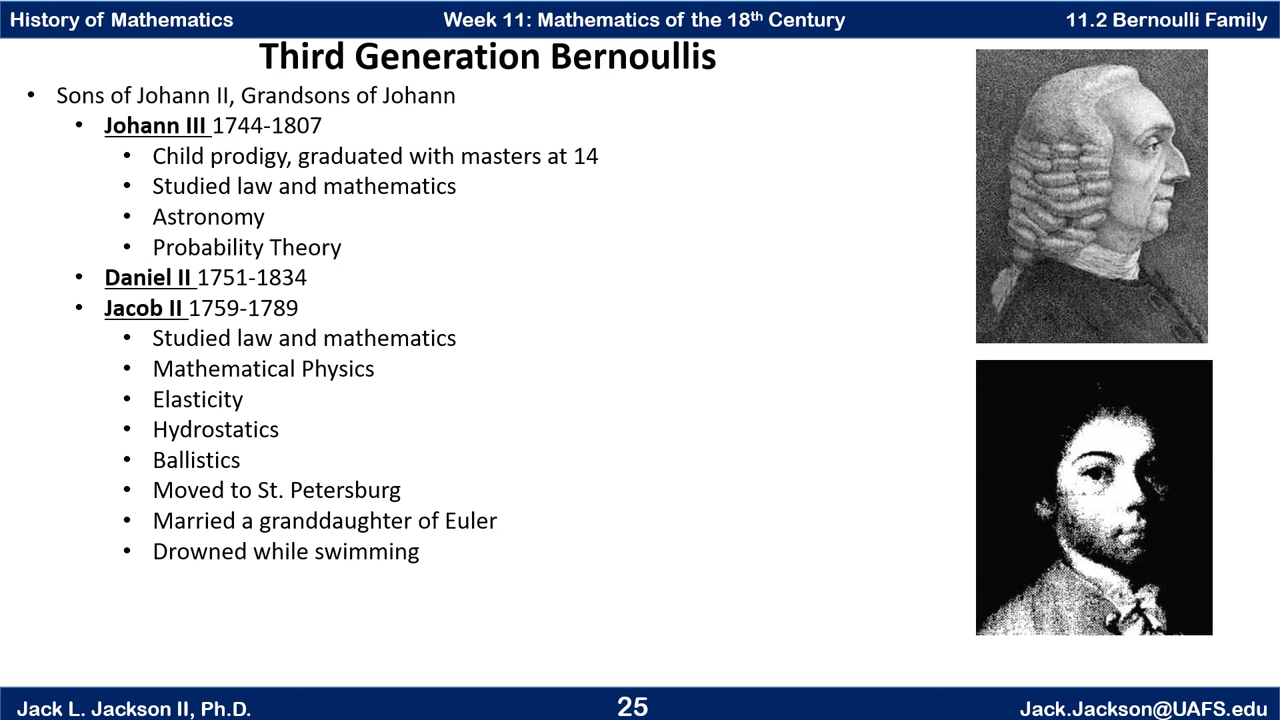 History of Mathematics
Week 11: Mathematics of the 18th Century
11.2 Bernoulli Family
Third Generation Bernoullis
• Sons of Johann II, Grandsons of Johann
• Johann III 1744-1807
• Child prodigy, graduated with masters at 14
• Studied law and mathematics
• Astronomy
• Probability Theory
• Daniel II 1751-1834
• Jacob II 1759-1789
• Studied law and mathematics
• Mathematical Physics
• Elasticity
• Hydrostatics
• Ballistics
• Moved to St. Petersburg
• Married a granddaughter of Euler
• Drowned while swimming
Jack L. Jackson II, Ph.D.
25
Jack.Jackson@UAFS.edu